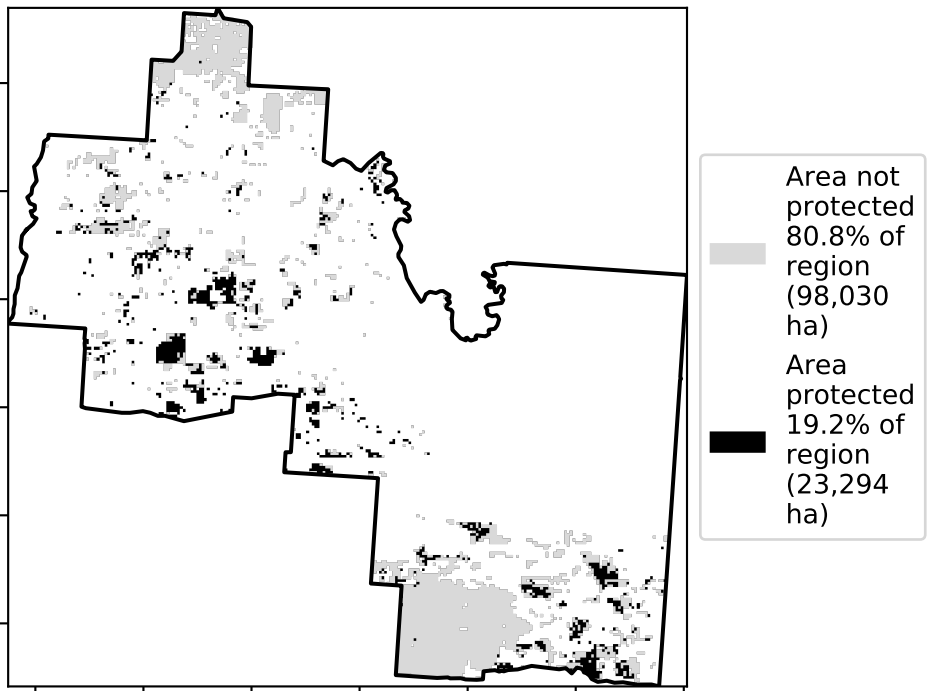 Area not
protected
80.8% of
region
(98,030
ha)
Area
protected
19.2% of
region
(23,294
ha)